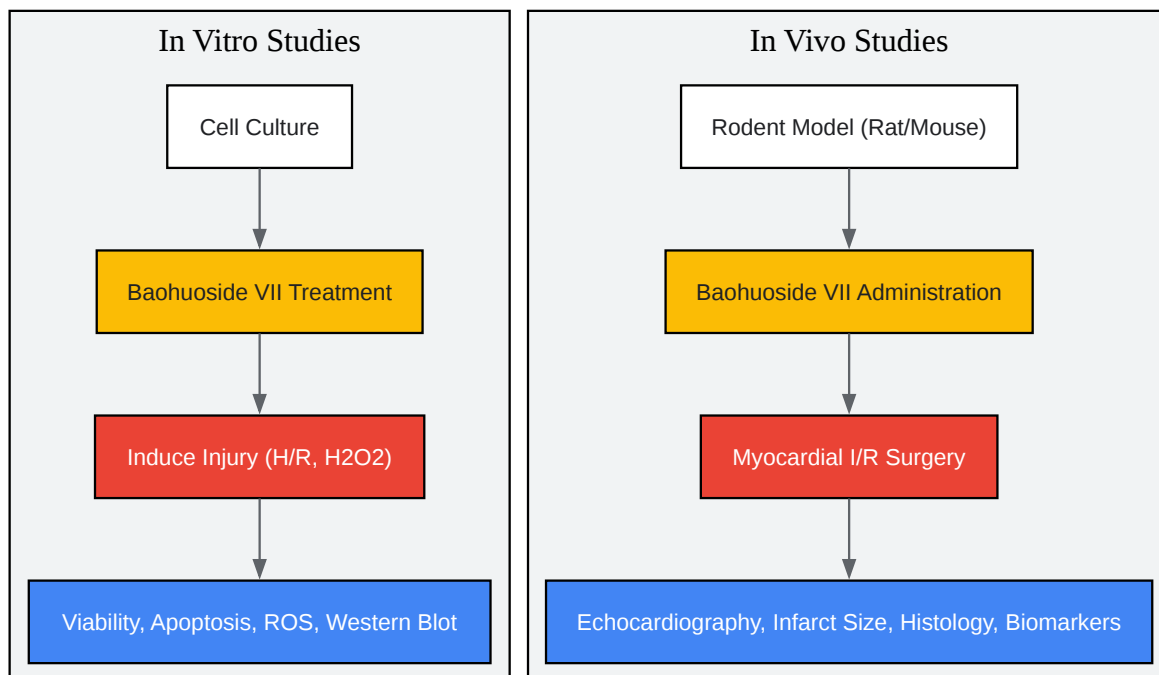 In Vitro Studies
Cell Culture
Baohuoside VII Treatment
Induce Injury (H/R, H2O2)
Viability, Apoptosis, ROS, Western Blot
In Vivo Studies
Rodent Model (Rat/Mouse)
Baohuoside VII Administration
Myocardial I/R Surgery
Echocardiography, Infarct Size, Histology, Biomarkers